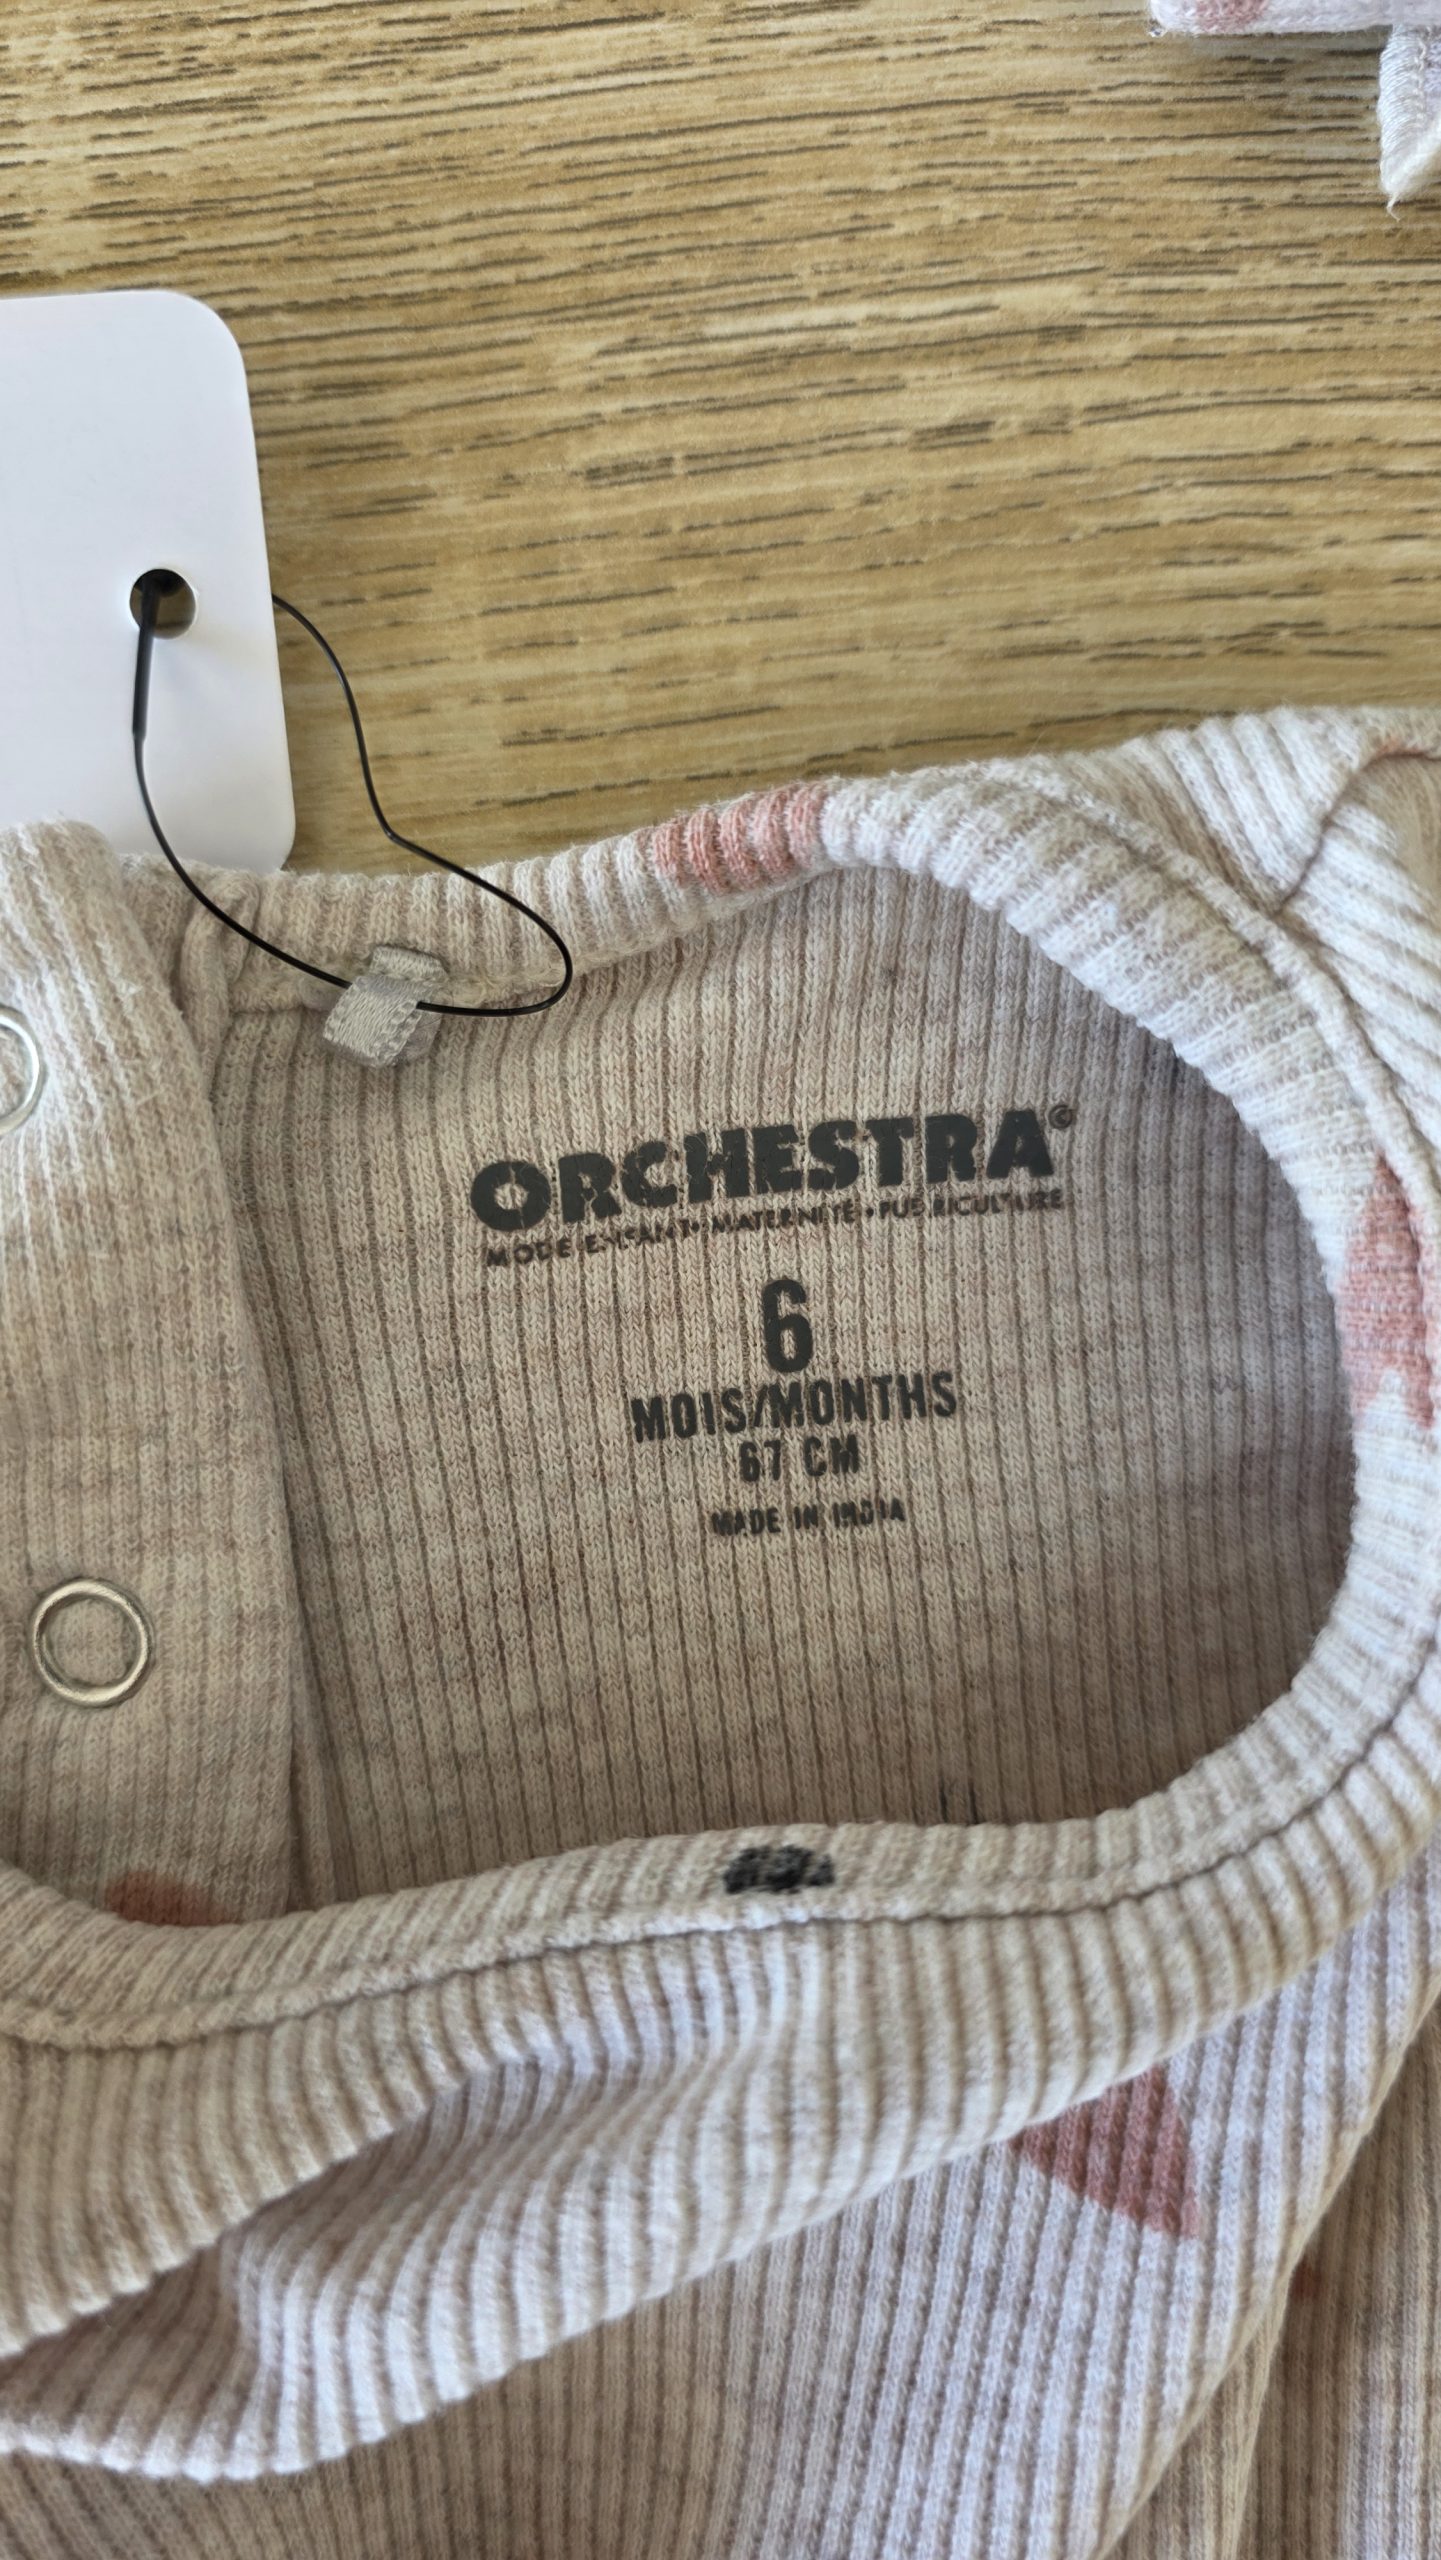 ORCHESTRA©
MODE ENFANT • MATERNITÉ • PUÉRICULTURE
6
MOIS/MONTHS
67 CM
MADE IN INDIA